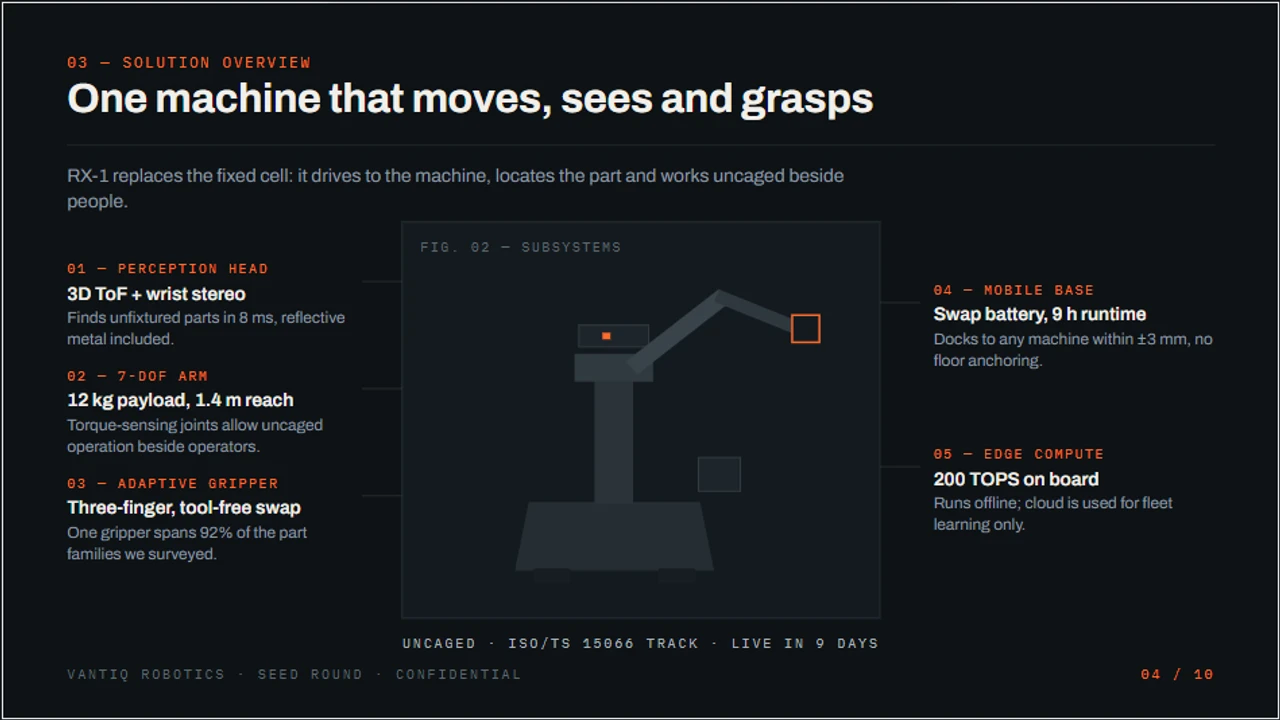 03 — SOLUTION OVERVIEW
One machine that moves, sees and grasps
RX-1 replaces the fixed cell: it drives to the machine, locates the part and works uncaged beside
people.
FIG. 02 — SUBSYSTEMS
01 — PERCEPTION HEAD
3D ToF + wrist stereo
Finds unfixtured parts in 8 ms, reflective
metal included.
02 — 7-DOF ARM
12 kg payload, 1.4 m reach
Torque-sensing joints allow uncaged
operation beside operators.
03 — ADAPTIVE GRIPPER
Three-finger, tool-free swap
One gripper spans 92% of the part
families we surveyed.
04 — MOBILE BASE
Swap battery, 9 h runtime
Docks to any machine within ±3 mm, no
floor anchoring.
05 — EDGE COMPUTE
200 TOPS on board
Runs offline; cloud is used for fleet
learning only.
UNCAGED · ISO/TS 15066 TRACK · LIVE IN 9 DAYS
VANTIQ ROBOTICS · SEED ROUND · CONFIDENTIAL
04 / 10